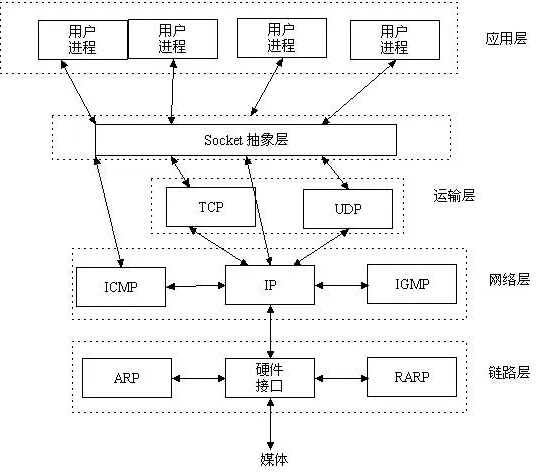 用户 用户 用户 用户
进程 进程 进程 进程
应用层
Socket 抽象层
TCP
UDP
运输层
ICMP
IP
IGMP
网络层
ARP
硬件
接口
RARP
链路层
媒体